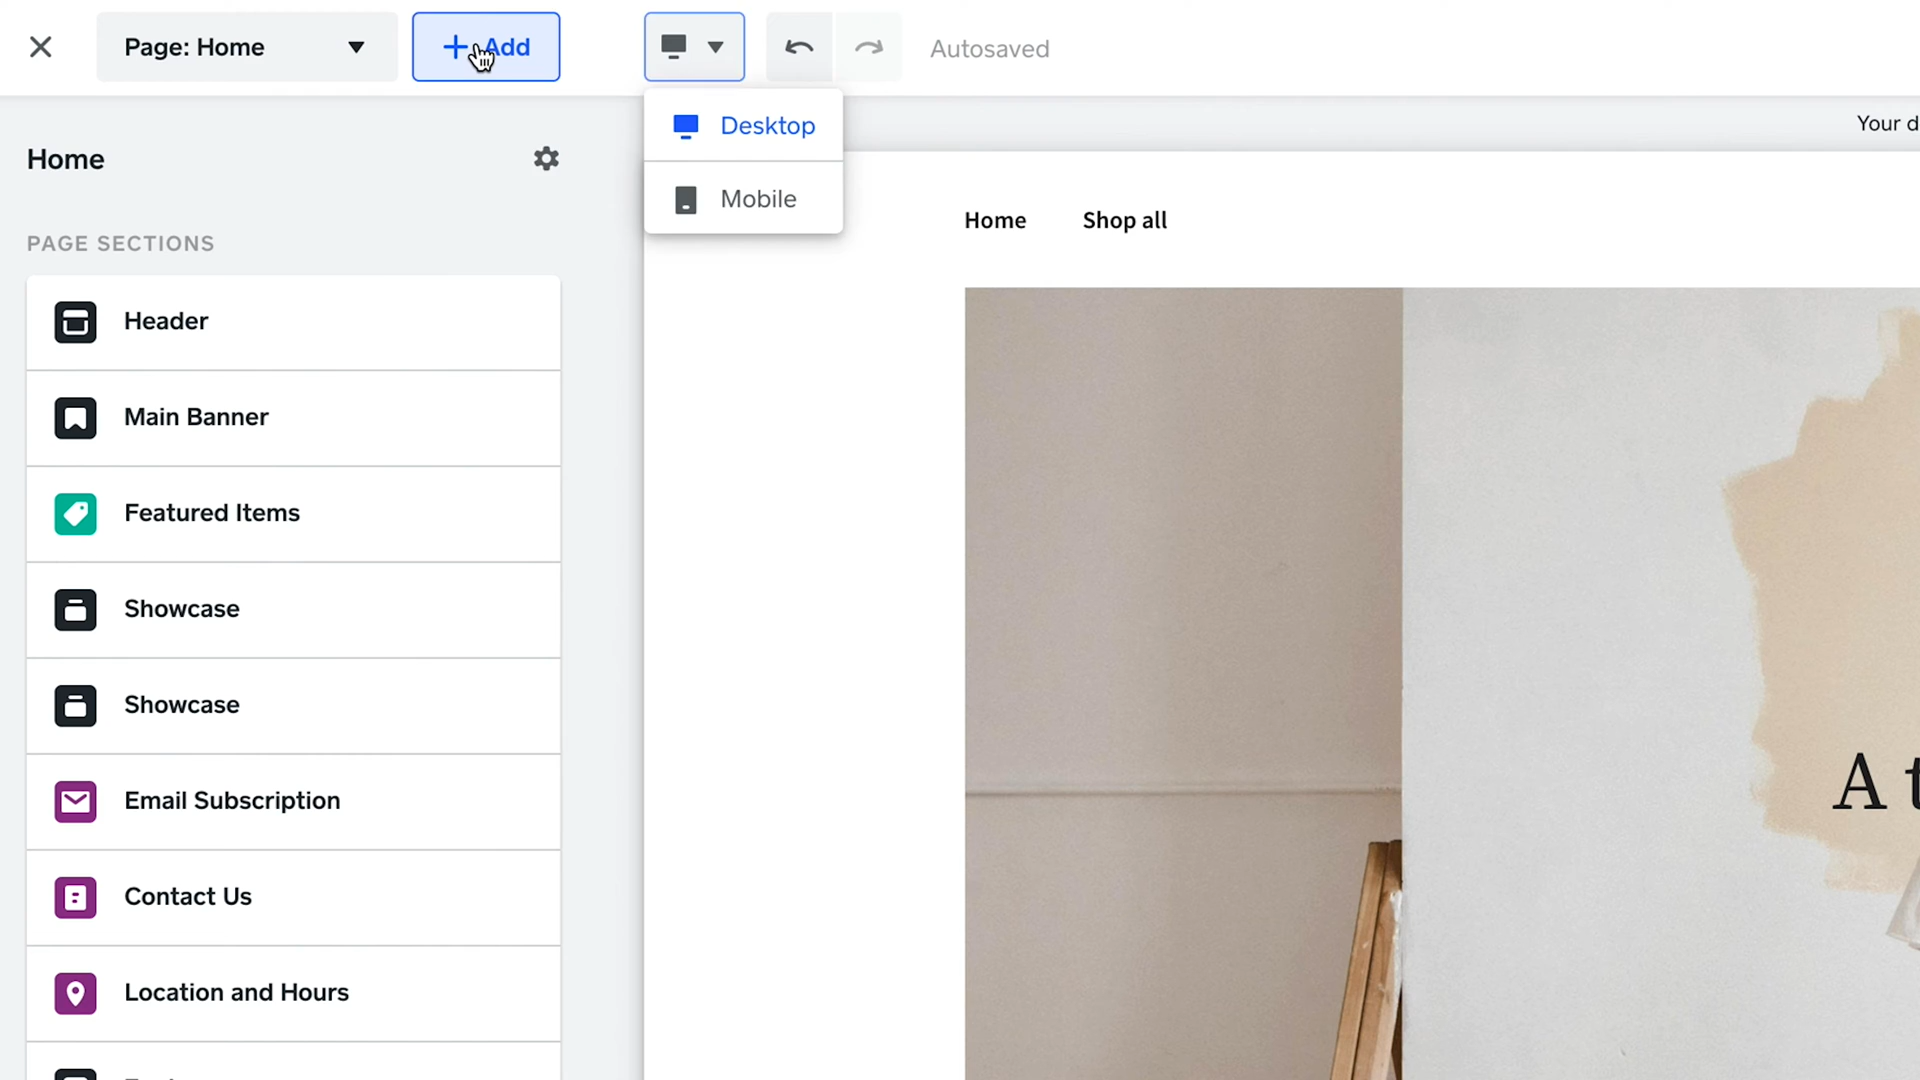 Page: Home
Add
Autosaved
Desktop
Mobile
Your d
Home
PAGE SECTIONS
Header
Main Banner
Featured Items
Showcase
Showcase
Email Subscription
Contact Us
Location and Hours
Home
Shop all
A t